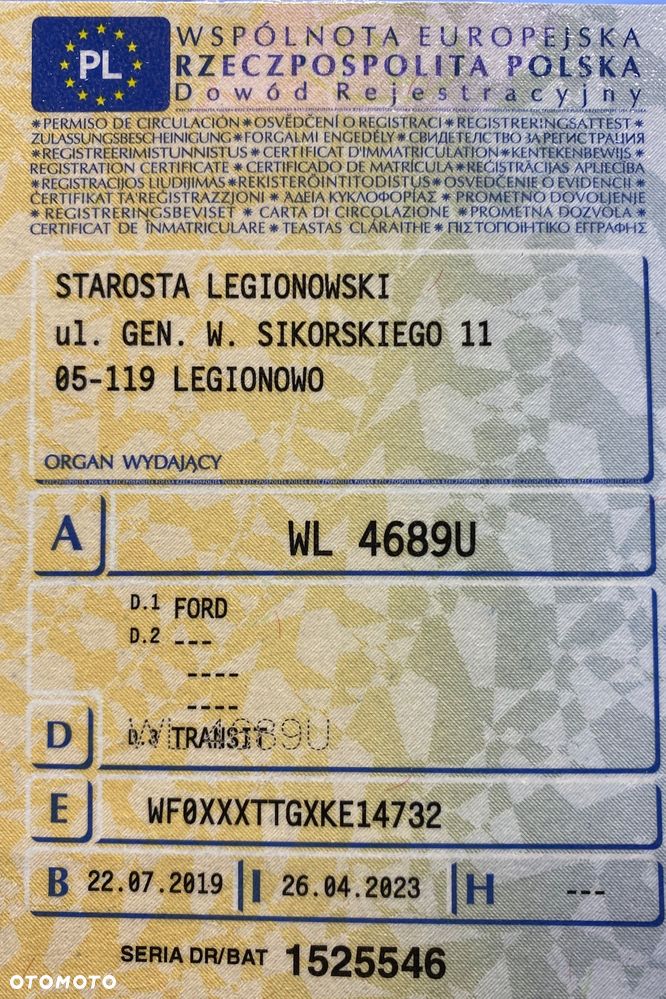 PL
WSPÓLNOTA EUROPEJSKA
RZECZPOSPOLITA POLSKA
Dowód Rejestracyjny
*PERMISO DE CIRCULACIÓN*OSVĚDČENÍ O REGISTRACI*REGISTRERINGSATTEST*
ZULASSUNGSBESCHEINIGUNG*FORGALMI ENGEDÉLY*СВИДЕТЕЛСТВО ЗА РЕГИСТРАЦИЯ
*REGISTREERIMISTUNNISTUS*CERTIFICAT D'IMMATRICULATION*KENTEKENBEWIJS*
REGISTRATION CERTIFICATE*CERTIFICADO DE MATRÍCULA*REĢISTRĀCIJAS APLIECĪBA
*REGISTRACIJOS LIUDIJIMAS*REKISTERÖINTITODISTUS*OSVEDČENIE O EVIDENCII*
ĊERTIFIKAT TA'REĠISTRAZZJONI*ΑΔΕΙΑ ΚΥΚΛΟΦΟΡΙΑΣ*PROMETNO DOVOLJENJE
*REGISTRERINGSBEVISET*CARTA DI CIRCOLAZIONE*PROMETNA DOZVOLA*
CERTIFICAT DE ÎNMATRICULARE*TEASTAS CLÁRAITHE*ΠΙΣΤΟΠΟΙΗΤΙΚΟ ΕΓΓΡΑΦΗΣ
STAROSTA LEGIONOWSKI
ul. GEN. W. SIKORSKIEGO 11
05-119 LEGIONOWO
ORGAN WYDAJĄCY
A WL 4689U
D.1 FORD
D.2 ---
----
----
D D.3 TRANSIT
WL 4689U
E WF0XXXTTGXKE14732
B 22.07.2019 I 26.04.2023 H ---
SERIA DR/BAT 1525546
OTOMOTO